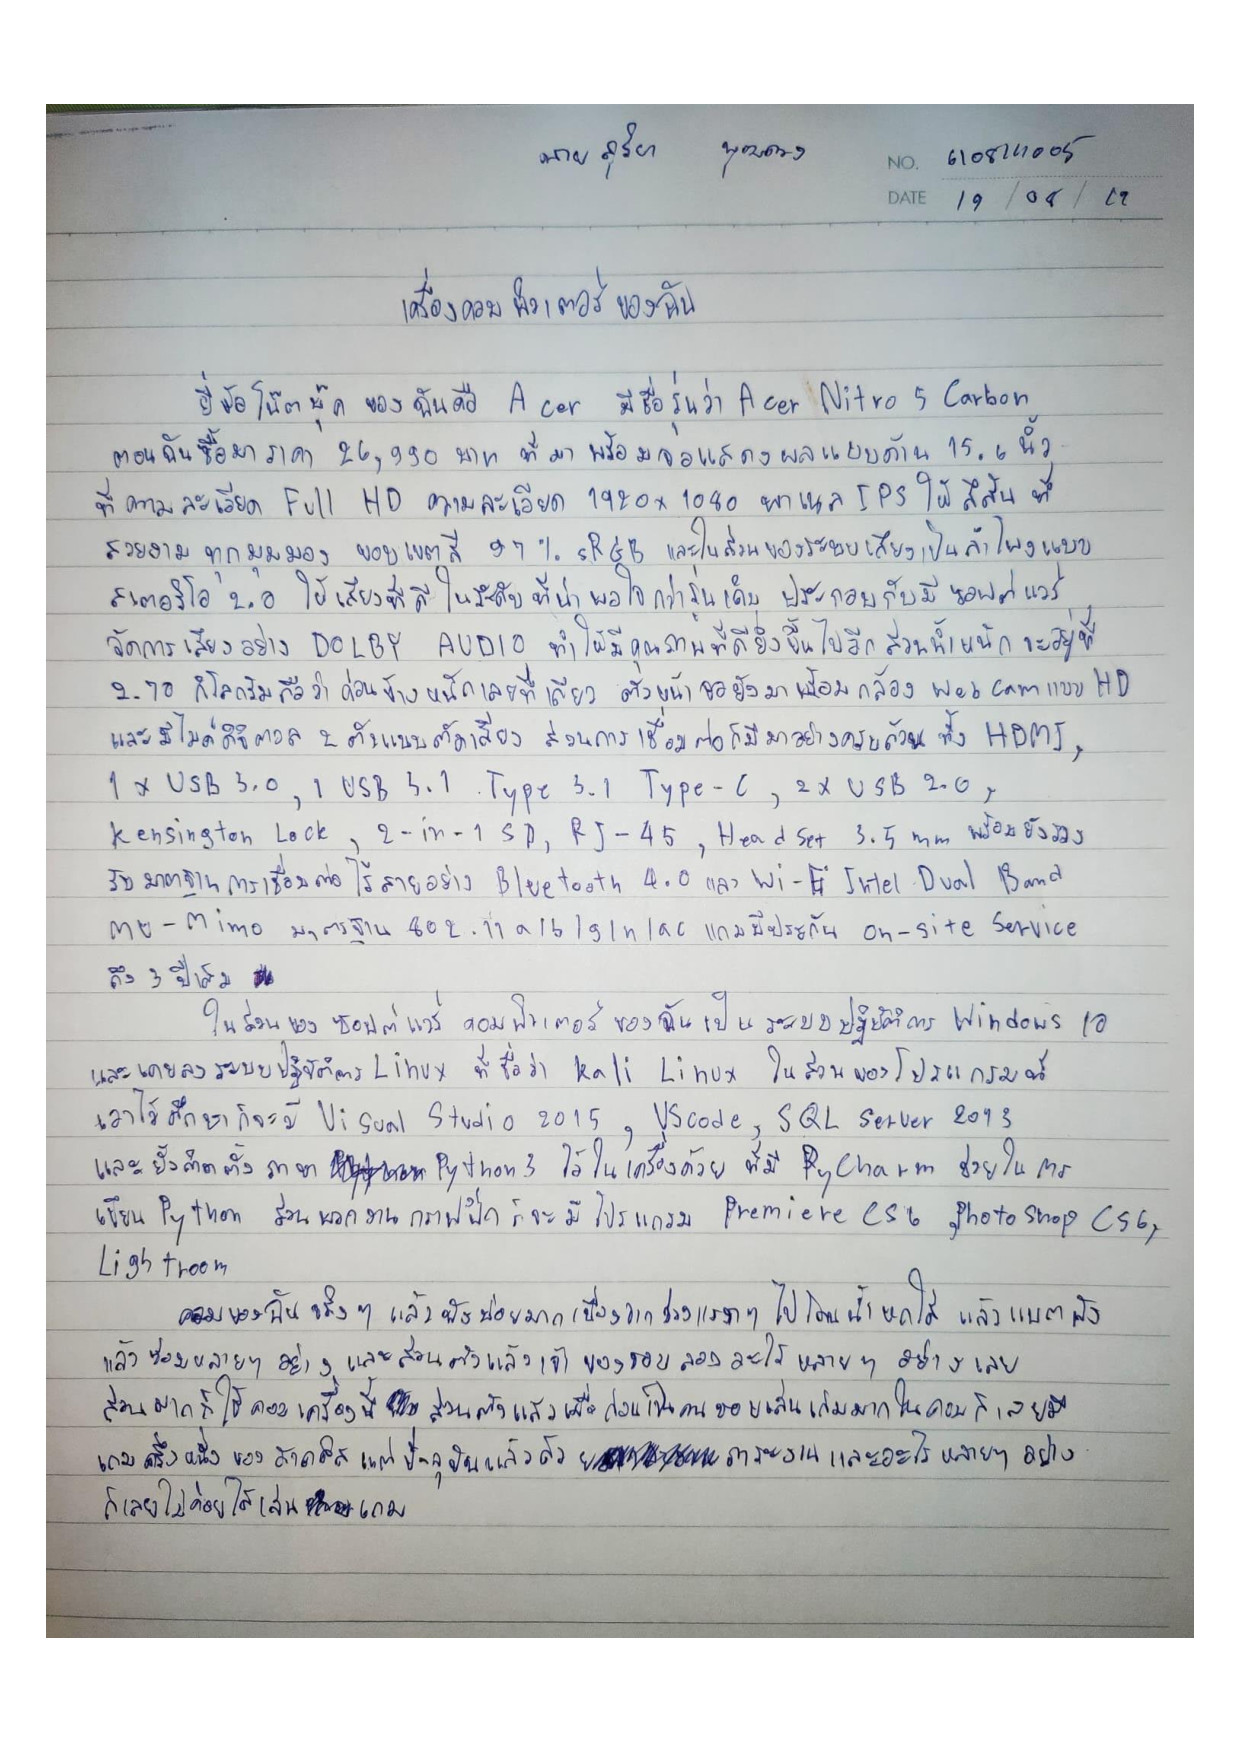 นาย สุริยา
NO. 610821005
DATE 19 / 08 / 62
เครื่องคอมพิวเตอร์ของฉัน
ยี่ห้อโน๊ตบุ๊ค ของฉันคือ Acer มีชื่อรุ่นว่า Acer Nitro 5 Carbon
ตอนฉันซื้อมาราคา 26,990 บาท ที่มาพร้อมจอแสดงผลแบบด้าน 15.6 นิ้ว
ที่ความละเอียด Full HD ความละเอียด 1920x1080 พาเนล IPS ให้สีสันที่
สวยงาม ทุกมุมมอง ขอบเขตสี 97% sRGB และในส่วนของระบบเสียงเป็นลำโพงแบบ
สเตอริโอ 2.0 ให้เสียงที่ดีในระดับที่น่าพอใจกว่ารุ่นเดิม ประกอบกับมีซอฟต์แวร์
จัดการเสียงอย่าง DOLBY AUDIO ทำให้มีคุณภาพที่ดียิ่งขึ้นไปอีก ส่วนน้ำหนักจะอยู่ที่
2.70 กิโลกรัมถือว่าค่อนข้างหนักเลยทีเดียว ด้านหน้าจอยังมาพร้อมกล้อง Webcam แบบ HD
และมีไมค์ดิจิตอล 2 ตัวแบบตัดเสียง ส่วนการเชื่อมต่อก็มีมาอย่างครบถ้วน ทั้ง HDMI,
1 x USB 3.0, 1 USB 3.1 Type 3.1 Type-C, 2x USB 2.0,
Kensington Lock, 2-in-1 SD, RJ-45, Head Set 3.5 mm พร้อมยังรอง
รับมาตฐานการเชื่อมต่อไร้สายอย่าง Bluetooth 4.0 และ Wi-Fi Intel Dual Band
mu-mimo มาตรฐาน 802.11 a/b/g/n/ac แถมมีประกัน on-site Service
ถึง 3 ปีเต็ม
ในส่วนของ ซอฟต์แวร์ คอมพิวเตอร์ของฉันเป็นระบบปฏิบัติการ Windows 10
และเคยลงระบบปฏิบัติการ Linux ที่ชื่อว่า Kali Linux ในส่วนของโปรแกรมที่
เอาไว้ศึกษาก็จะมี Visual Studio 2015, VScode, SQL Server 2013
และยังติดตั้ง ภาษา Python3 ไว้ในเครื่องด้วย ที่มี PyCharm ช่วยในการ
เขียน Python ส่วนพวกงานกราฟฟิกก็จะมีโปรแกรม Premiere CS6 Photoshop CS6,
Lightroom
คอมของฉันจริงๆ แล้วพังบ่อยมากเนื่องจากช่วงแรกๆ ไปโดนน้ำหกใส่ แล้วแบตพัง
แล้วซ่อมหลายๆ อย่าง และส่วนตัวแล้วเจ้าของชอบลองอะไรหลายๆ อย่างเลย
ส่วนมากก็ใช้คอมเครื่องนี้ ส่วนตัวแล้วเมื่อก่อนเป็นคนชอบเล่นเกมมากในคอมก็เลยมี
เกมครึ่งหนึ่งของฮาดดิส แต่ปัจจุบันแล้วด้วย ภาระงานและอะไรหลายๆ อย่าง
ก็เลยไม่ค่อยได้เล่น เกม